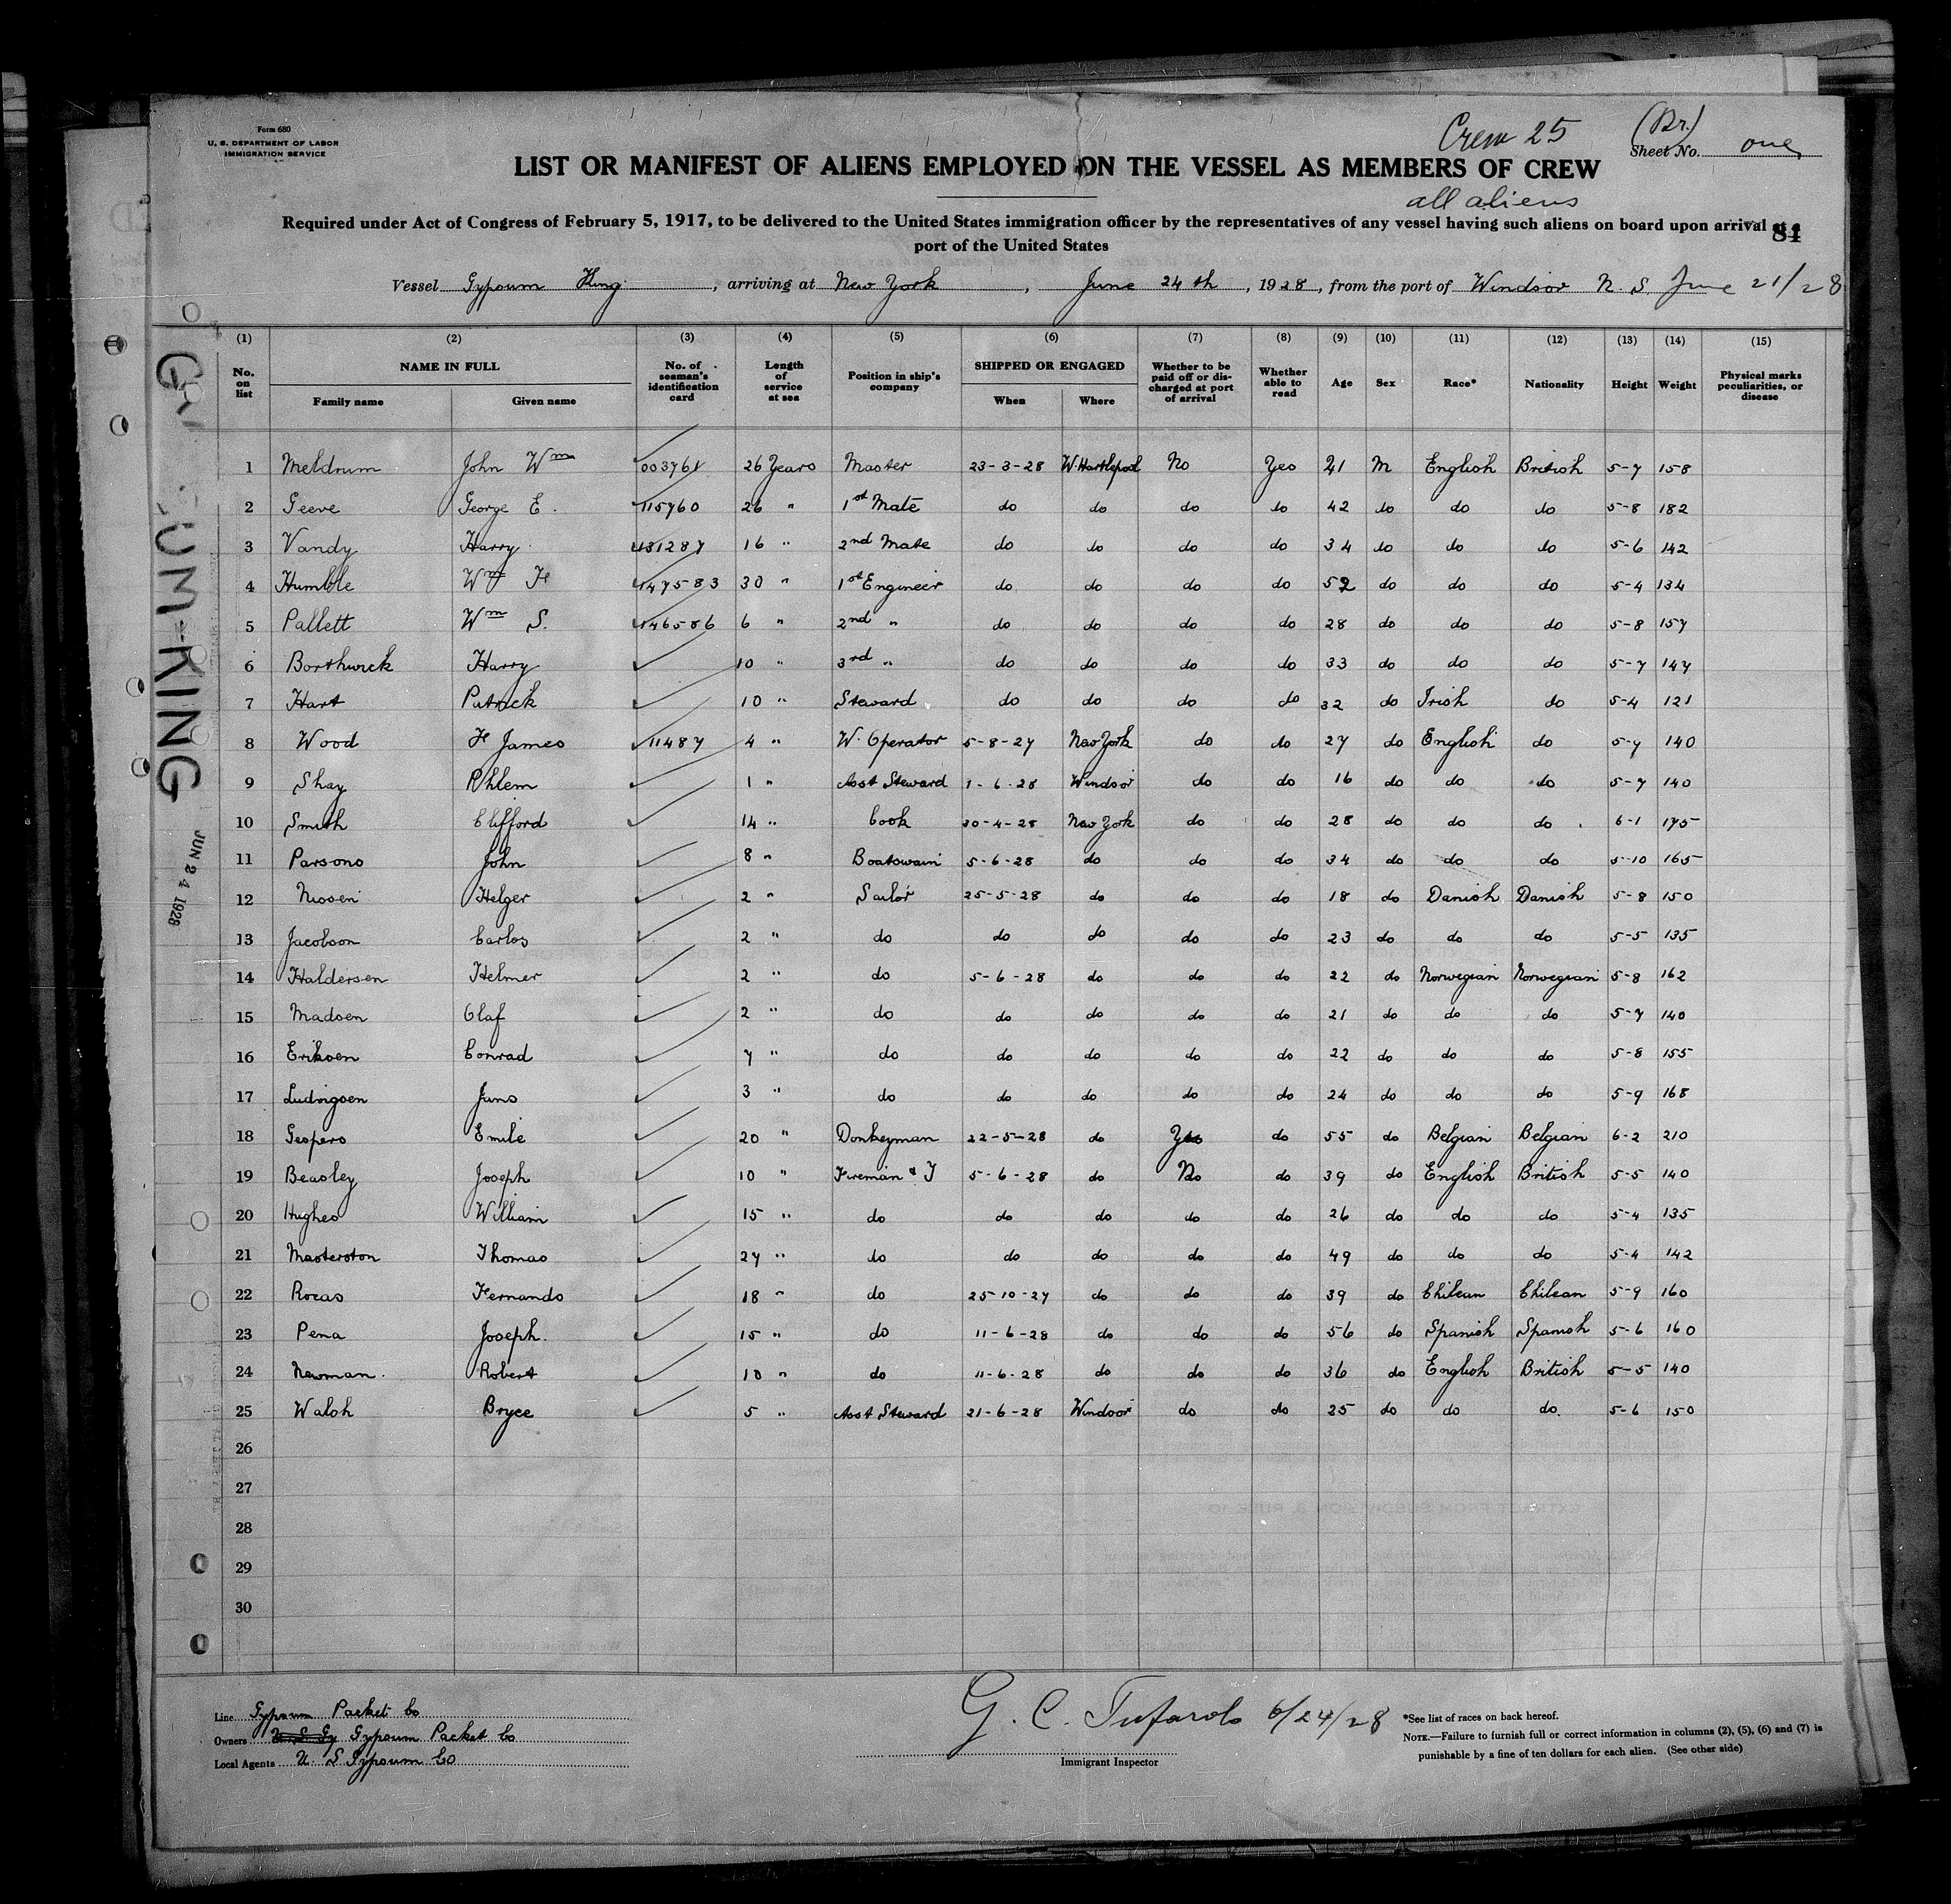 Form 680
U. S. DEPARTMENT OF LABOR
IMMIGRATION SERVICE
Crew 25
(Br.)
Sheet No. one
LIST OR MANIFEST OF ALIENS EMPLOYED ON THE VESSEL AS MEMBERS OF CREW
all aliens
Required under Act of Congress of February 5, 1917, to be delivered to the United States immigration officer by the representatives of any vessel having such aliens on board upon arrival at a
port of the United States
84
Vessel Gypsum King, arriving at New York, June 24th, 1928, from the port of Windsor N. S. June 21/28
(1) (2) (3) (4) (5) (6) (7) (8) (9) (10) (11) (12) (13) (14) (15)
No. on list NAME IN FULL Family name Given name No. of seaman's identification card Length of service at sea Position in ship's company SHIPPED OR ENGAGED When Where Whether to be paid off or discharged at port of arrival Whether able to read Age Sex Race* Nationality Height Weight Physical marks peculiarities, or disease
1 Meldrum John Wm 003761 26 Years Master 23-3-28 W. Hartlepool No Yes 41 M English British 5-7 158
2 Geeve George E. 115760 26 " 1st Mate do do do do 42 do do do 5-8 182
3 Vandy Harry 131287 16 " 2nd Mate do do do do 34 do do do 5-6 142
4 Humble Wm H 147583 30 " 1st Engineer do do do do 52 do do do 5-4 134
5 Pallett Wm S. 146586 6 " 2nd " do do do do 28 do do do 5-8 157
6 Borthwick Harry 10 " 3rd " do do do do 33 do do do 5-7 147
7 Hart Patrick 10 " Steward do do do do 32 do Irish do 5-4 121
8 Wood H James 11487 4 " W. Operator 5-8-27 New York do do 27 do English do 5-7 140
9 Shay 1 " Asst Steward 1-6-28 Windsor do do 16 do do do 5-7 140
10 Smith Clifford 14 " Cook 30-4-28 New York do do 28 do do do 6-1 175
11 Parsons John 8 " Boatswain 5-6-28 do do do 34 do do do 5-10 165
12 Nissen Helger 2 " Sailor 25-5-28 do do do 18 do Danish Danish 5-8 150
13 Jacobson Carlos 2 " do do do do do 23 do do do 5-5 135
14 Haldersen Helmer 2 " do 5-6-28 do do do 22 do Norwegian Norwegian 5-8 162
15 Madsen Olaf 2 " do do do do do 21 do do do 5-7 140
16 Eriksen Conrad 7 " do do do do do 22 do do do 5-8 155
17 Ludvigsen Juns 3 " do do do do do 24 do do do 5-9 168
18 Gespers Emile 20 " Donkeyman 22-5-28 do Yes do 55 do Belgian Belgian 6-2 210
19 Beasley Joseph 10 " Fireman & T 5-6-28 do No do 39 do English British 5-5 140
20 Hughes William 15 " do do do do do 26 do do do 5-4 135
21 Masterston Thomas 27 " do do do do do 49 do do do 5-4 142
22 Rocas Fernando 18 " do 25-10-27 do do do 39 do Chilean Chilean 5-9 160
23 Pena Joseph. 15 " do 11-6-28 do do do 56 do Spanish Spanish 5-6 160
24 Newman. Robert 10 " do 11-6-28 do do do 36 do English British 5-5 140
25 Walsh Bryce 5 " Asst Steward 21-6-28 Windsor do do 25 do do do. 5-6 150
26
27
28
29
30
KING
JUN 24 1928
Line Gypsum Packet Co
Owners Gypsum Packet Co
Local Agents U. S Gypsum Co
G. C. Tufarolo 6/24/28
Immigrant Inspector
*See list of races on back hereof.
NOTE.—Failure to furnish full or correct information in columns (2), (5), (6) and (7) is
punishable by a fine of ten dollars for each alien. (See other side)